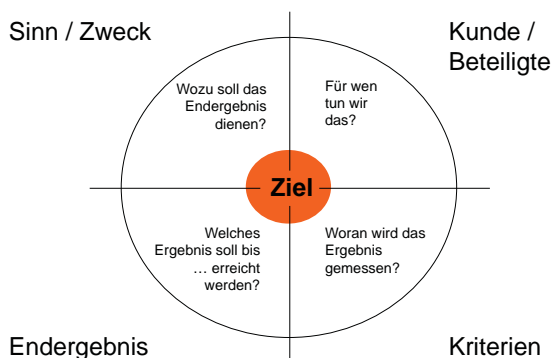 Sinn / Zweck
Kunde /
Beteiligte
Wozu soll das
Endergebnis
dienen?
Für wen
tun wir
das?
Ziel
Welches
Ergebnis soll bis
… erreicht
werden?
Woran wird das
Ergebnis
gemessen?
Endergebnis
Kriterien